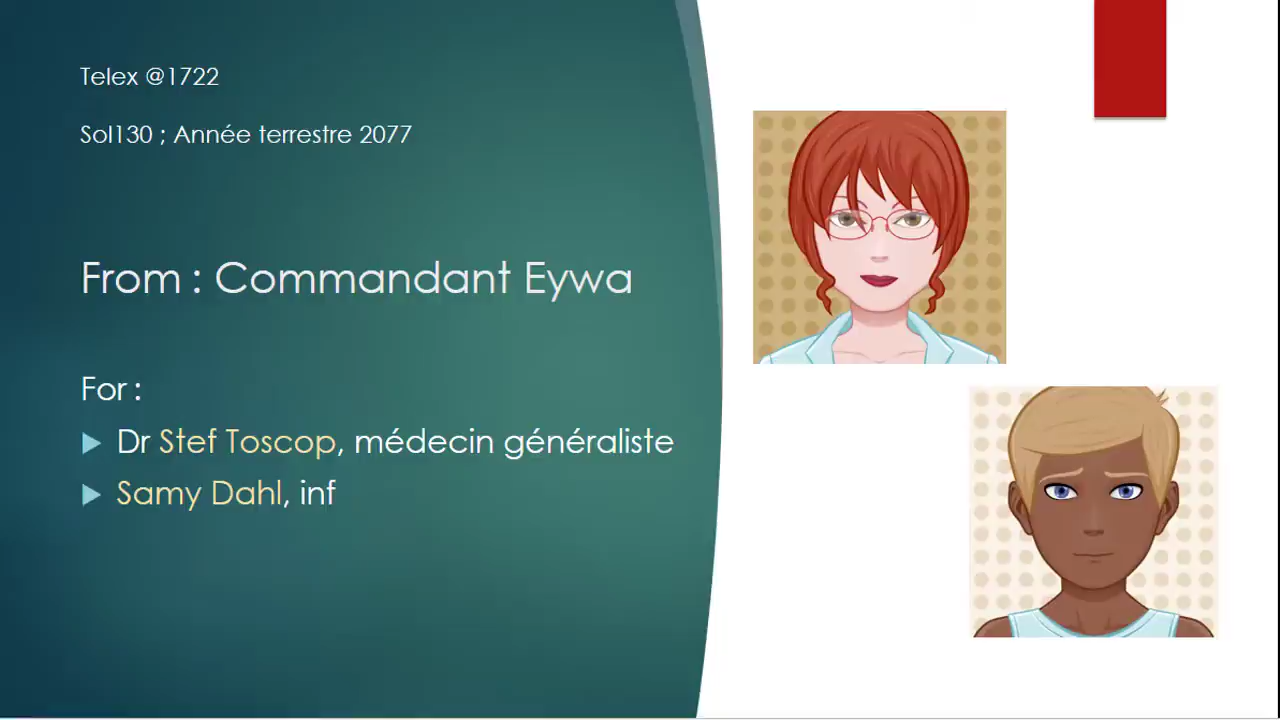 Telex @1722
Sol130 ; Année terrestre 2077
From : Commandant Eywa
For :
Dr Stef Toscop, médecin généraliste
Samy Dahl, inf